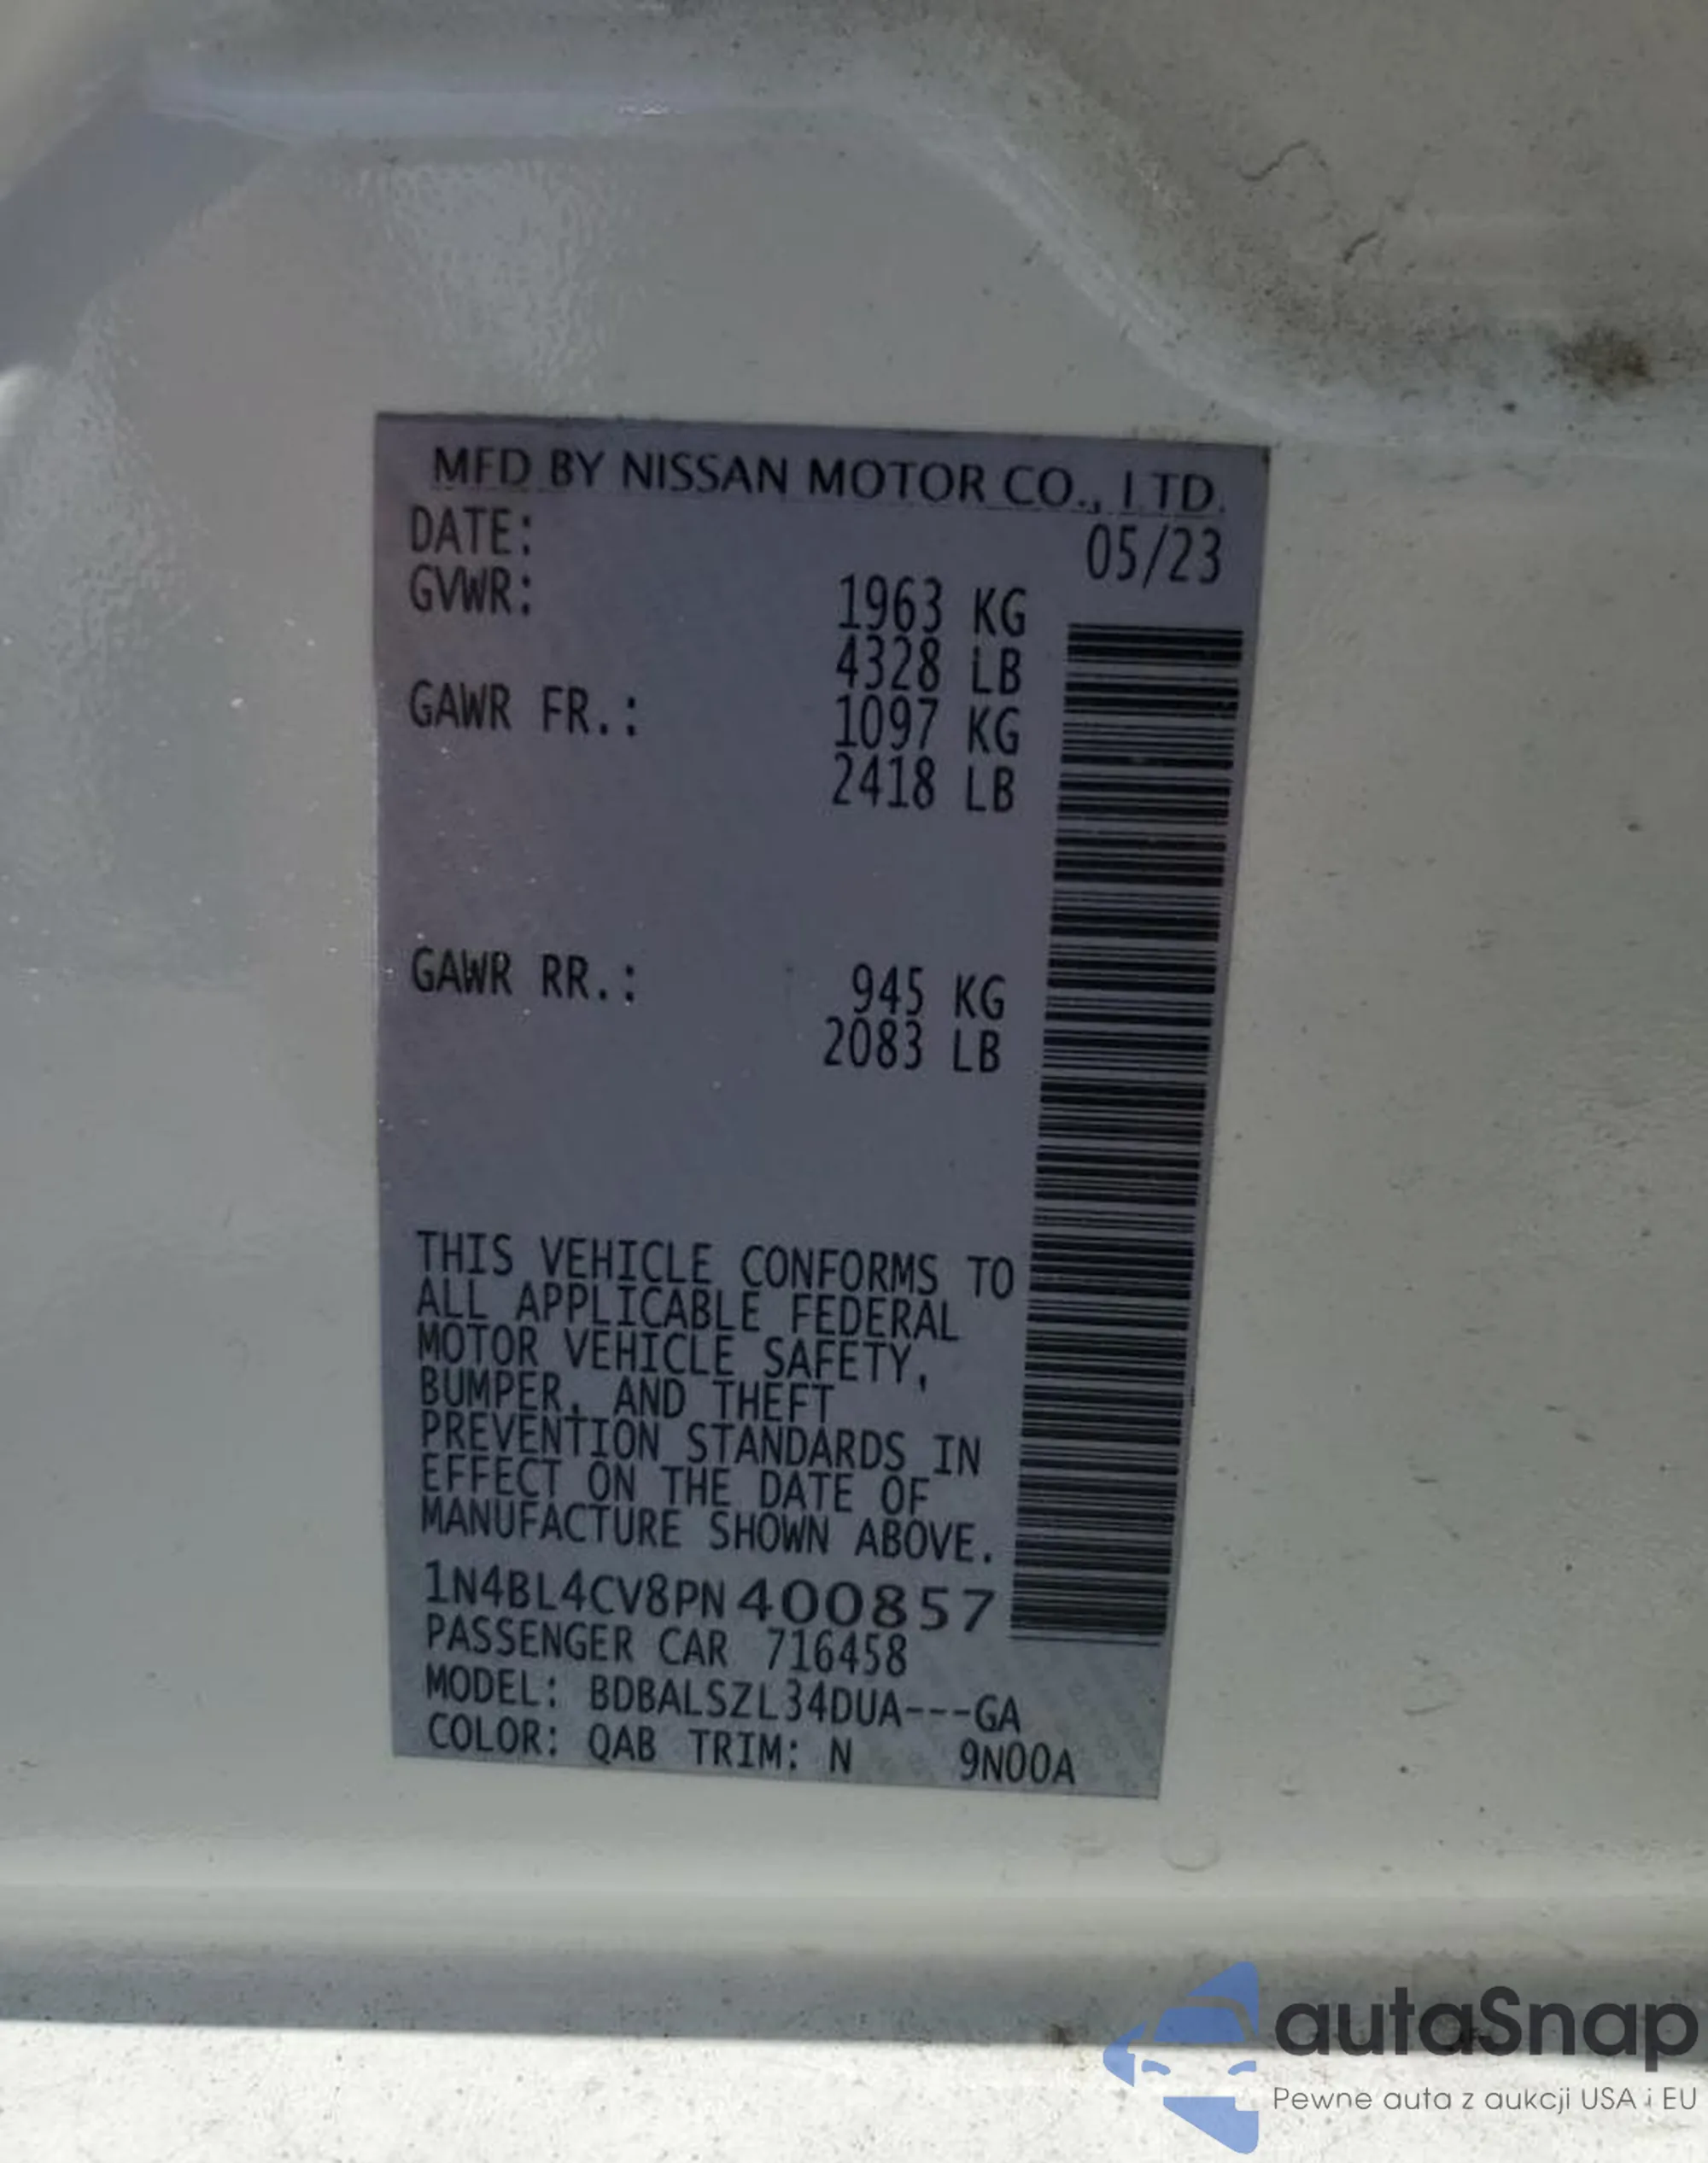 MFD BY NISSAN MOTOR CO., LTD.
DATE: 05/23
GVWR: 1963 KG
4328 LB
GAWR FR.: 1097 KG
2418 LB
GAWR RR.: 945 KG
2083 LB
THIS VEHICLE CONFORMS TO
ALL APPLICABLE FEDERAL
MOTOR VEHICLE SAFETY,
BUMPER, AND THEFT
PREVENTION STANDARDS IN
EFFECT ON THE DATE OF
MANUFACTURE SHOWN ABOVE.
1N4BL4CV8PN400857
PASSENGER CAR 716458
MODEL: BDBALSZL34DUA---GA
COLOR: QAB TRIM: N 9N00A
autaSnap
Pewne auta z aukcji USA i EU